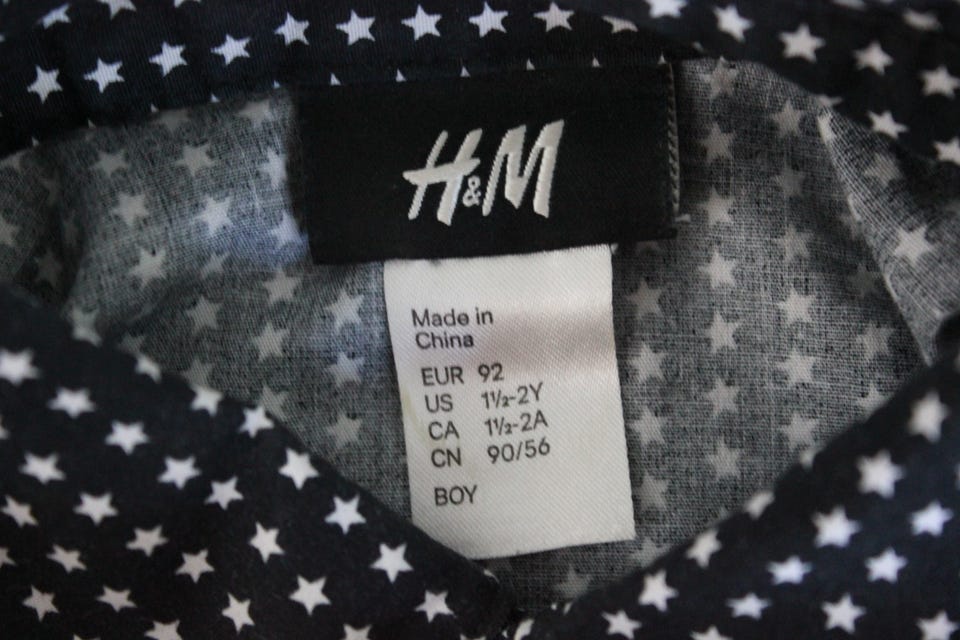 H&M
Made in
China
EUR 92
US 1½-2Y
CA 1½-2A
CN 90/56
BOY